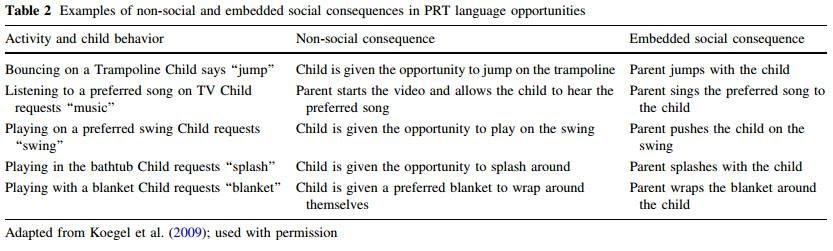 Table 2 Examples of non-social and embedded social consequences in PRT language opportunities
Activity and child behavior Non-social consequence Embedded social consequence
Bouncing on a Trampoline Child says “jump” Child is given the opportunity to jump on the trampoline Parent jumps with the child
Listening to a preferred song on TV Child Parent starts the video and allows the child to hear the Parent sings the preferred song to
requests “music” preferred song the child
Playing on a preferred swing Child requests Child is given the opportunity to play on the swing Parent pushes the child on the
“swing” swing
Playing in the bathtub Child requests “splash” Child is given the opportunity to splash around Parent splashes with the child
Playing with a blanket Child requests “blanket” Child is given a preferred blanket to wrap around Parent wraps the blanket around
themselves the child
Adapted from Koegel et al. (2009); used with permission